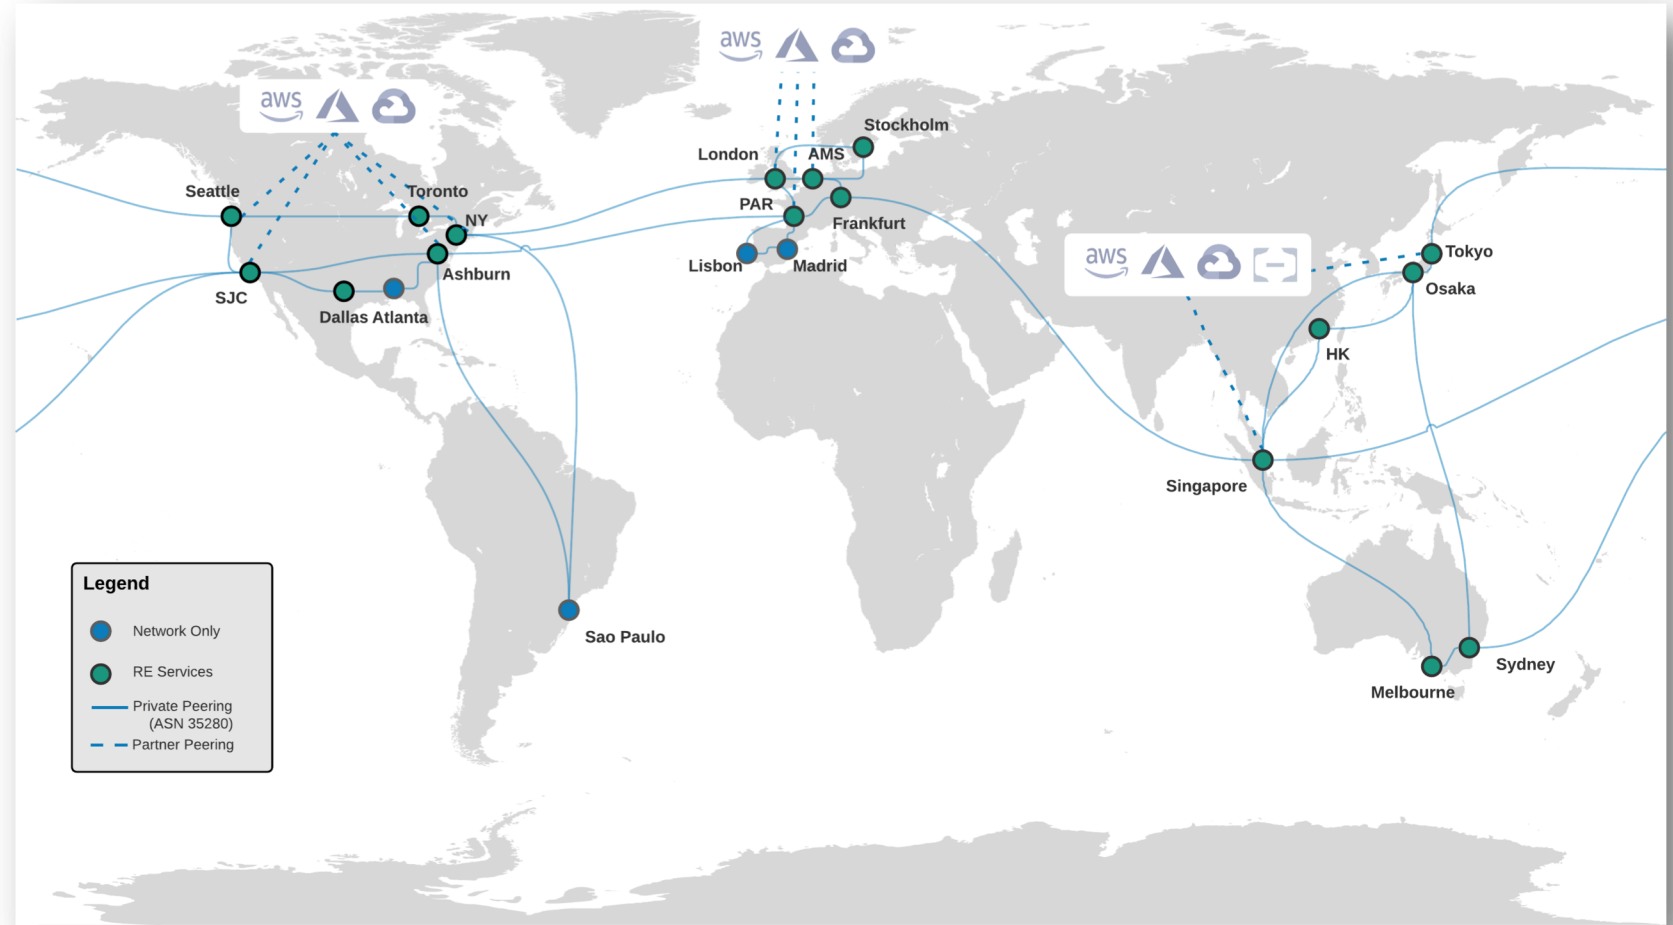 aws
aws
Stockholm
London
AMS
Seattle
Toronto
PAR
NY
Frankfurt
aws
Tokyo
Lisbon
Madrid
Ashburn
Osaka
SJC
Dallas
Atlanta
HK
Singapore
Legend
Network Only
Sao Paulo
RE Services
Sydney
Melbourne
Private Peering
(ASN 35280)
Partner Peering